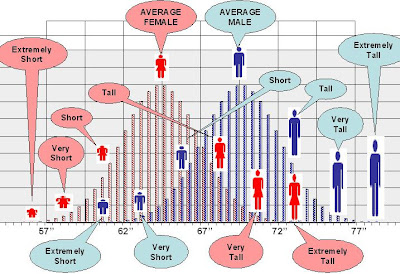 AVERAGE
FEMALE
AVERAGE
MALE
Extremely
Short
Extremely
Tall
Tall
Short
Tall
Short
Very
Short
Very
Tall
57"
62"
67"
72"
77"
Extremely
Short
Very
Short
Very
Tall
Extremely
Tall